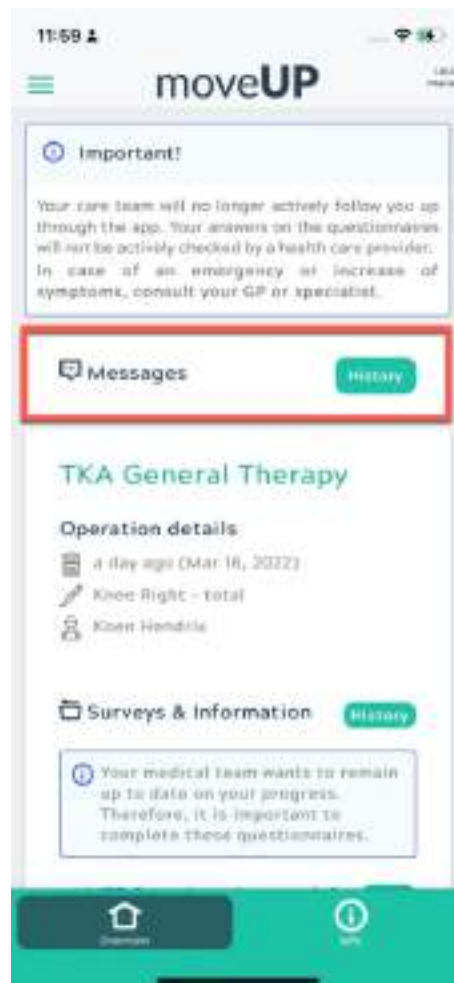 11:59
moveUP
Important!
Your care team will no longer actively follow you up
through the app. Your answers on the questionnaires
will not be actively checked by a health care provider.
In case of an emergency or increase of
symptoms, consult your GP or specialist.
Messages
History
TKA General Therapy
Operation details
a day ago (Mar 16, 2022)
Knee Right - total
Koen Hendrix
Surveys & Information
History
Your medical team wants to remain
up to date on your progress.
Therefore, it is important to
complete these questionnaires.